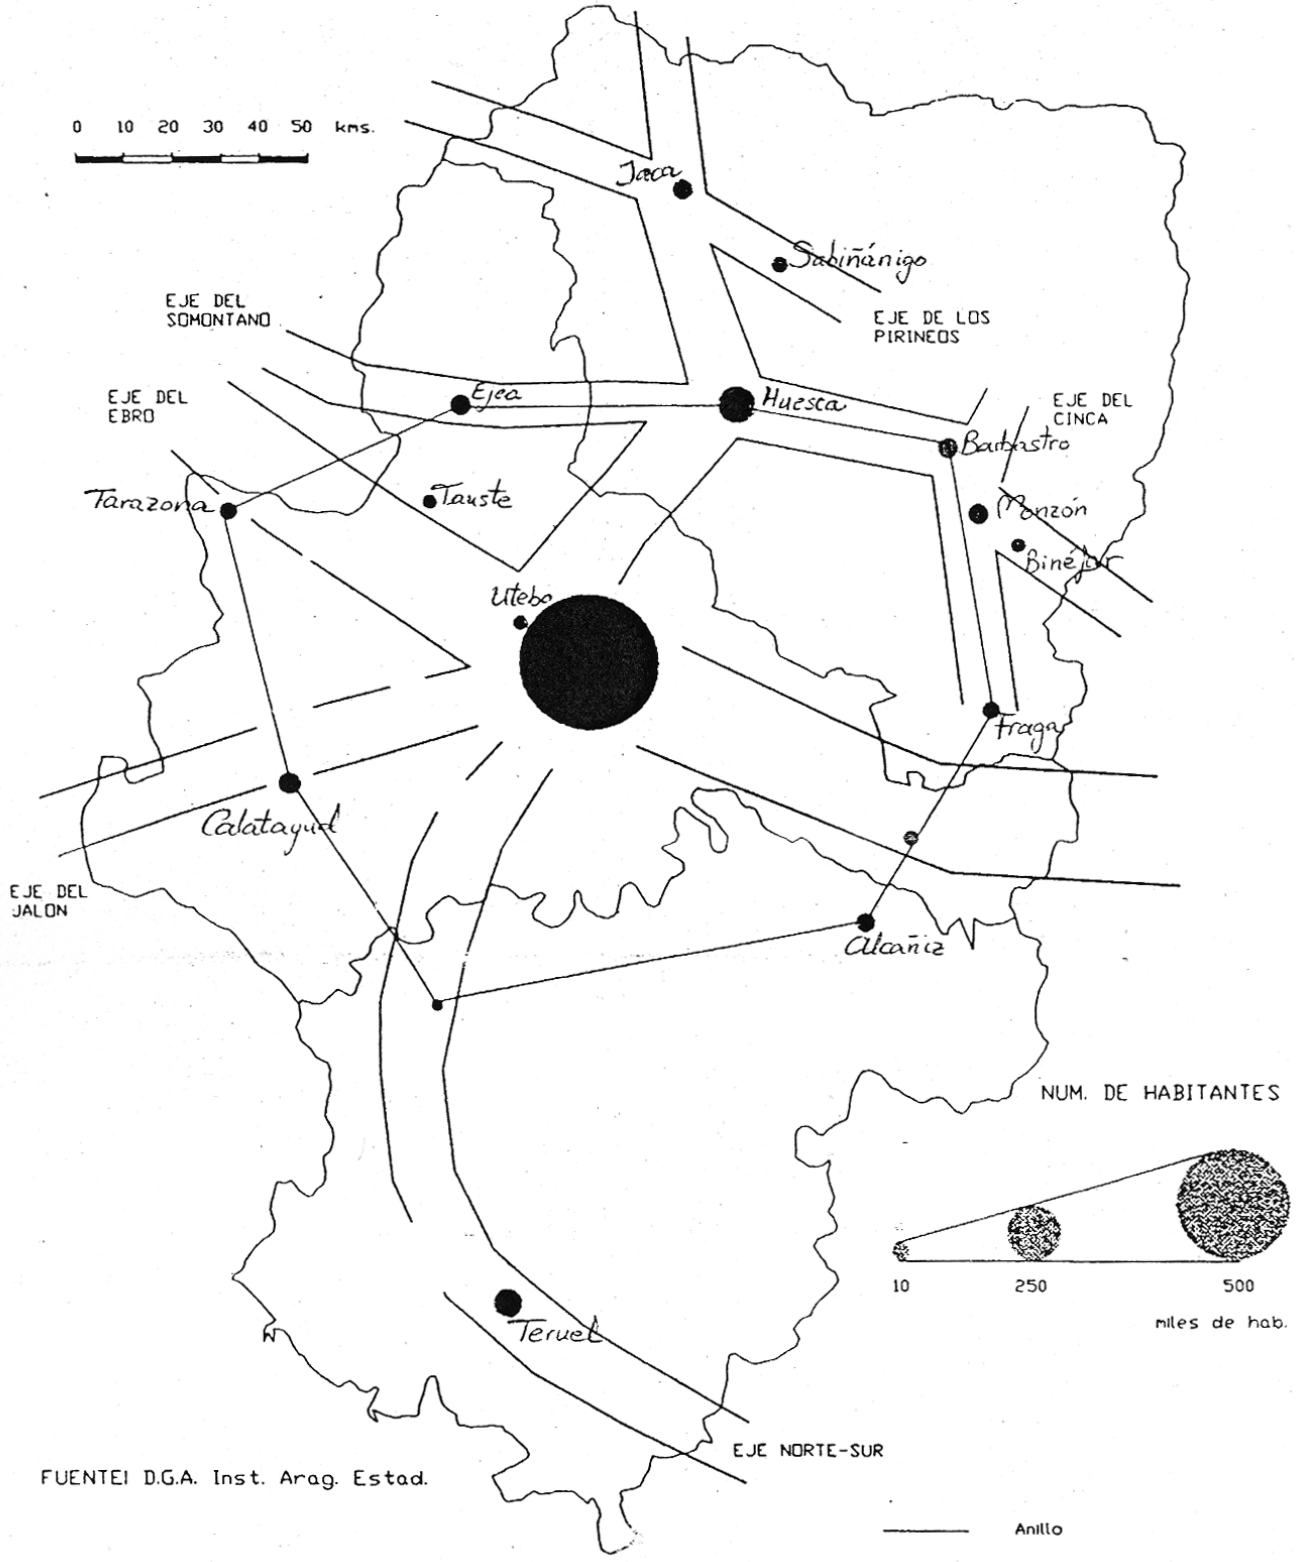 0 10 20 30 40 50 kms.
Jaca
Sabiñánigo
EJE DEL
SOMONTANO
EJE DE LOS
PIRINEOS
EJE DEL
EBRO
Ejea
Huesca
EJE DEL
CINCA
Barbastro
Tarazona
Tauste
Monzón
Binéfar
Utebo
Fraga
Calatayud
EJE DEL
JALON
Alcañiz
NUM. DE HABITANTES
10 250 500
miles de hab.
Teruel
EJE NORTE-SUR
FUENTE: D.G.A. Inst. Arag. Estad.
Anillo